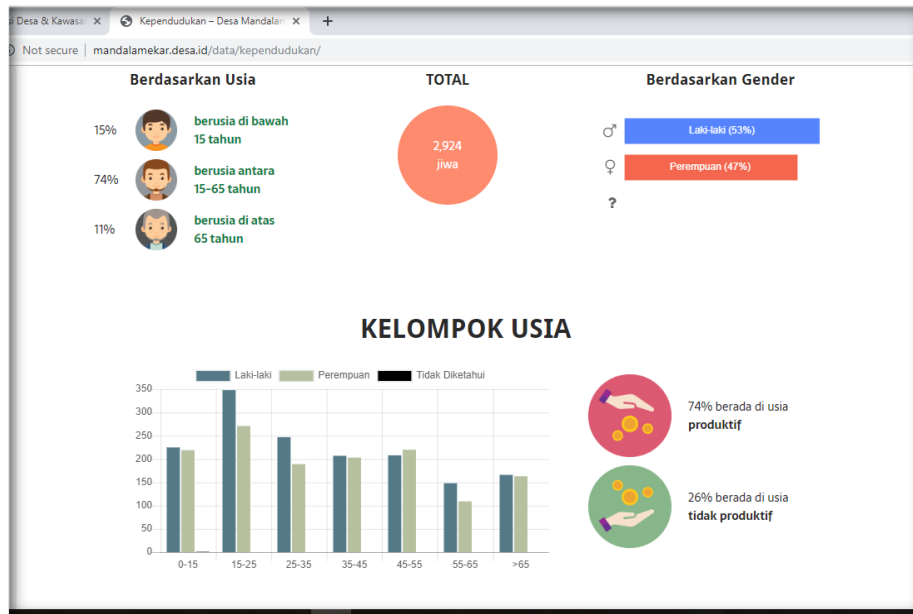 si Desa & Kawasa
Kependudukan – Desa Mandalam
Not secure | mandalamekar.desa.id/data/kependudukan/
Berdasarkan Usia
15%
berusia di bawah
15 tahun
74%
berusia antara
15-65 tahun
11%
berusia di atas
65 tahun
TOTAL
2,924
jiwa
Berdasarkan Gender
Laki-laki (53%)
Perempuan (47%)
?
KELOMPOK USIA
Laki-laki Perempuan Tidak Diketahui
350
300
250
200
150
100
50
0
0-15 15-25 25-35 35-45 45-55 55-65 >65
74% berada di usia
produktif
26% berada di usia
tidak produktif